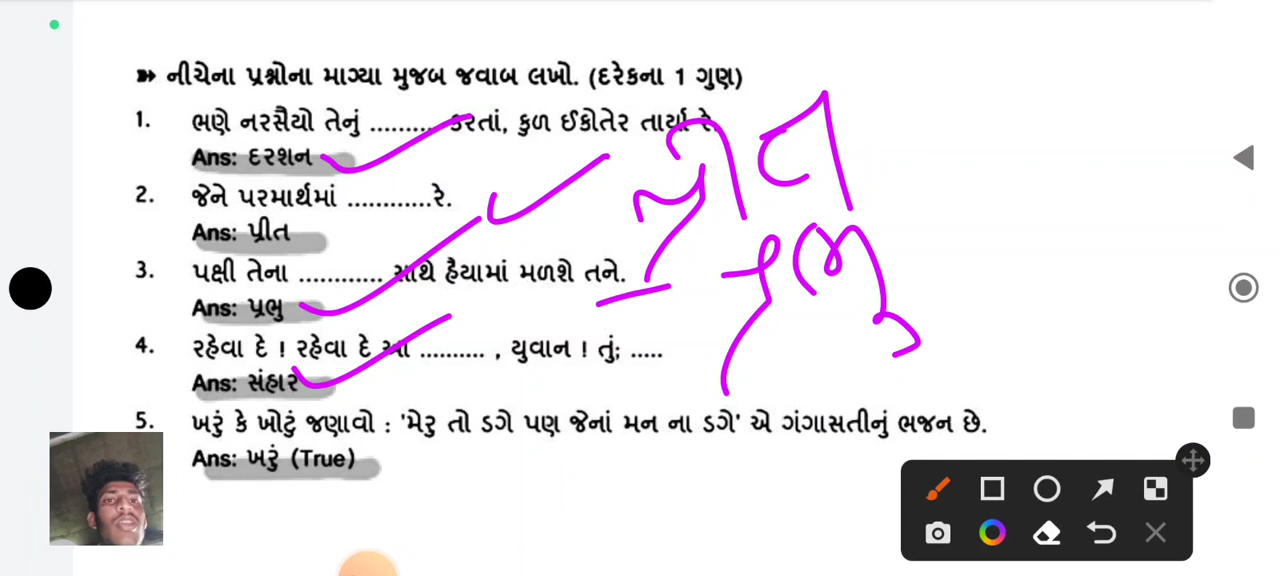 ➽ નીચેના પ્રશ્નોના માગ્યા મુજબ જવાબ લખો. (દરેકના 1 ગુણ)
1. ભણે નરસૈયો તેનું ......... કરતાં, કુળ ઈકોતેર તાર્યા રે.
Ans: દરશન
2. જેને પરમાર્થમાં ............રે.
Ans: પ્રીત
3. પક્ષી તેના ............ સાથે હૈયામાં મળશે તને.
Ans: પ્રભુ
4. રહેવા દે ! રહેવા દે આ .......... , યુવાન ! તું; .....
Ans: સંહાર
5. ખરું કે ખોટું જણાવો : 'મેરુ તો ડગે પણ જેનાં મન ના ડગે' એ ગંગાસતીનું ભજન છે.
Ans: ખરું (True)
પ્રીત
પ્રભુ